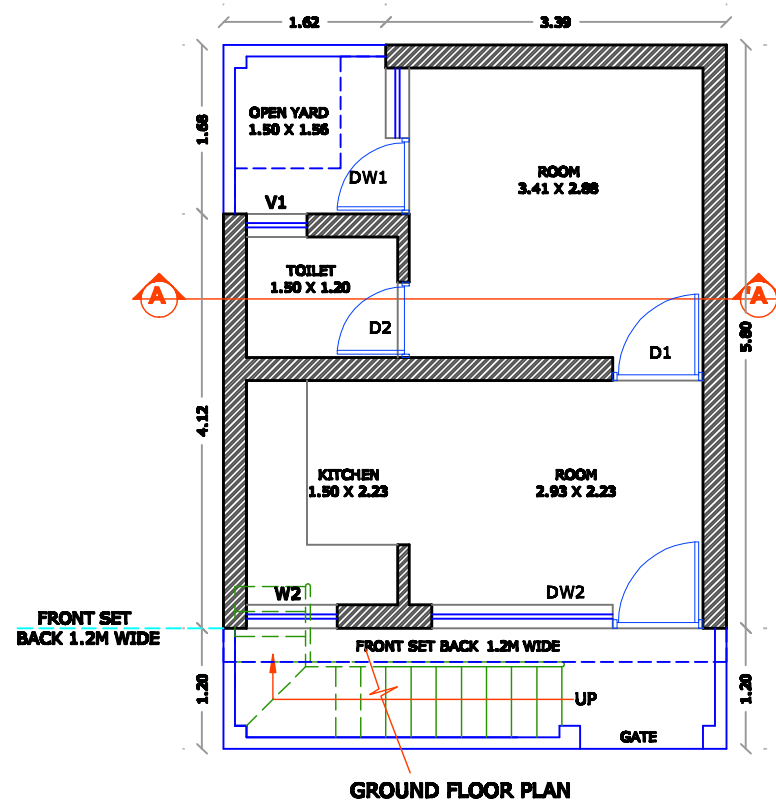 1.62
3.39
1.68
OPEN YARD
1.50 X 1.56
DW1
ROOM
3.41 X 2.88
V1
TOILET
1.50 X 1.20
A
'A
D2
5.80
D1
4.12
KITCHEN
1.50 X 2.23
ROOM
2.93 X 2.23
W2
DW2
FRONT SET
BACK 1.2M WIDE
FRONT SET BACK 1.2M WIDE
1.20
1.20
UP
GATE
GROUND FLOOR PLAN